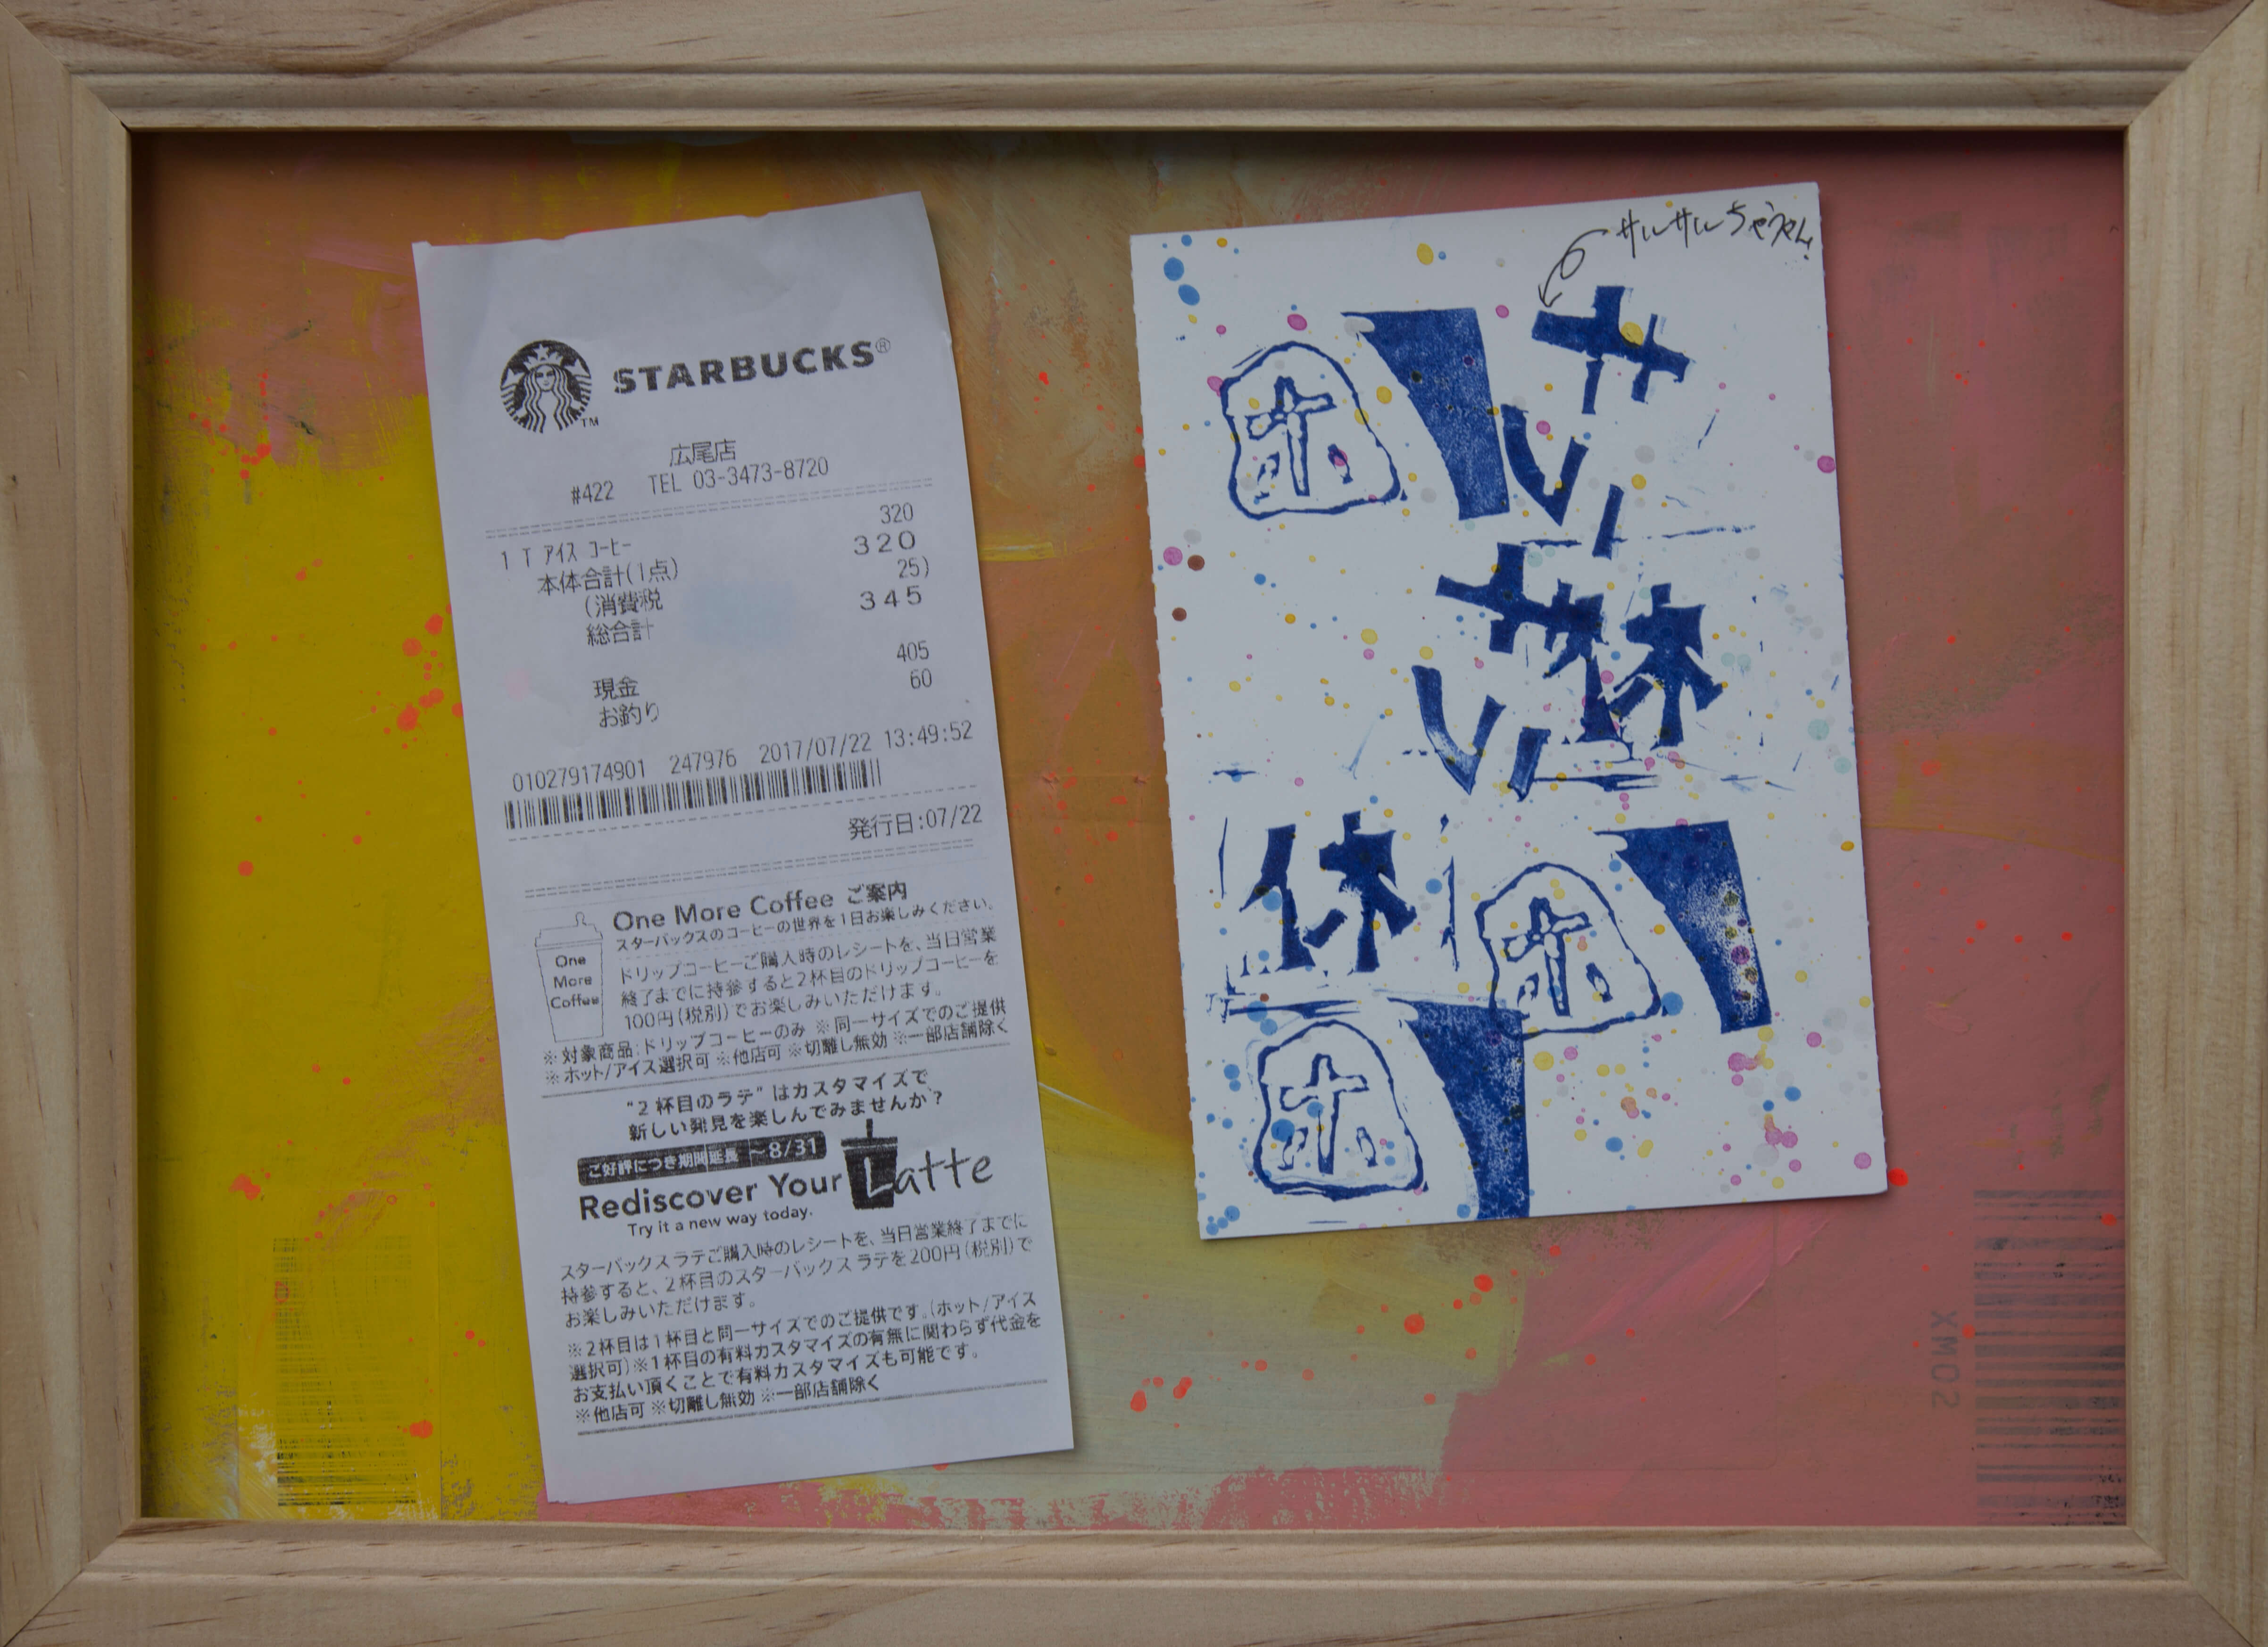 STARBUCKS®
TM
広尾店
#422 TEL 03-3473-8720
320
1 T アイス コーヒー 320
本体合計(1点) 25)
(消費税 345
総合計
405
現金 60
お釣り
010279174901 247976 2017/07/22 13:49:52
発行日:07/22
One More Coffee ご案内
スターバックスのコーヒーの世界を1日お楽しみください。
One
More
Coffee
ドリップコーヒーご購入時のレシートを、当日営業
終了までに持参すると2杯目のドリップコーヒーを
100円(税別)でお楽しみいただけます。
※対象商品:ドリップコーヒーのみ ※同一サイズでのご提供
※ホット/アイス選択可 ※他店可 ※切離し無効 ※一部店舗除く
“2杯目のラテ”はカスタマイズで
新しい発見を楽しんでみませんか?
ご好評につき期間延長 ~8/31
Rediscover Your Latte
Try it a new way today.
スターバックス ラテご購入時のレシートを、当日営業終了までに
持参すると、2杯目のスターバックス ラテを200円(税別)で
お楽しみいただけます。
※2杯目は1杯目と同一サイズでのご提供です。(ホット/アイス
選択可)※1杯目の有料カスタマイズの有無に関わらず代金を
お支払い頂くことで有料カスタマイズも可能です。
※他店可 ※切離し無効 ※一部店舗除く
サルサルちゃうやん!
サ
ル
サ
ル
休
休
XM02